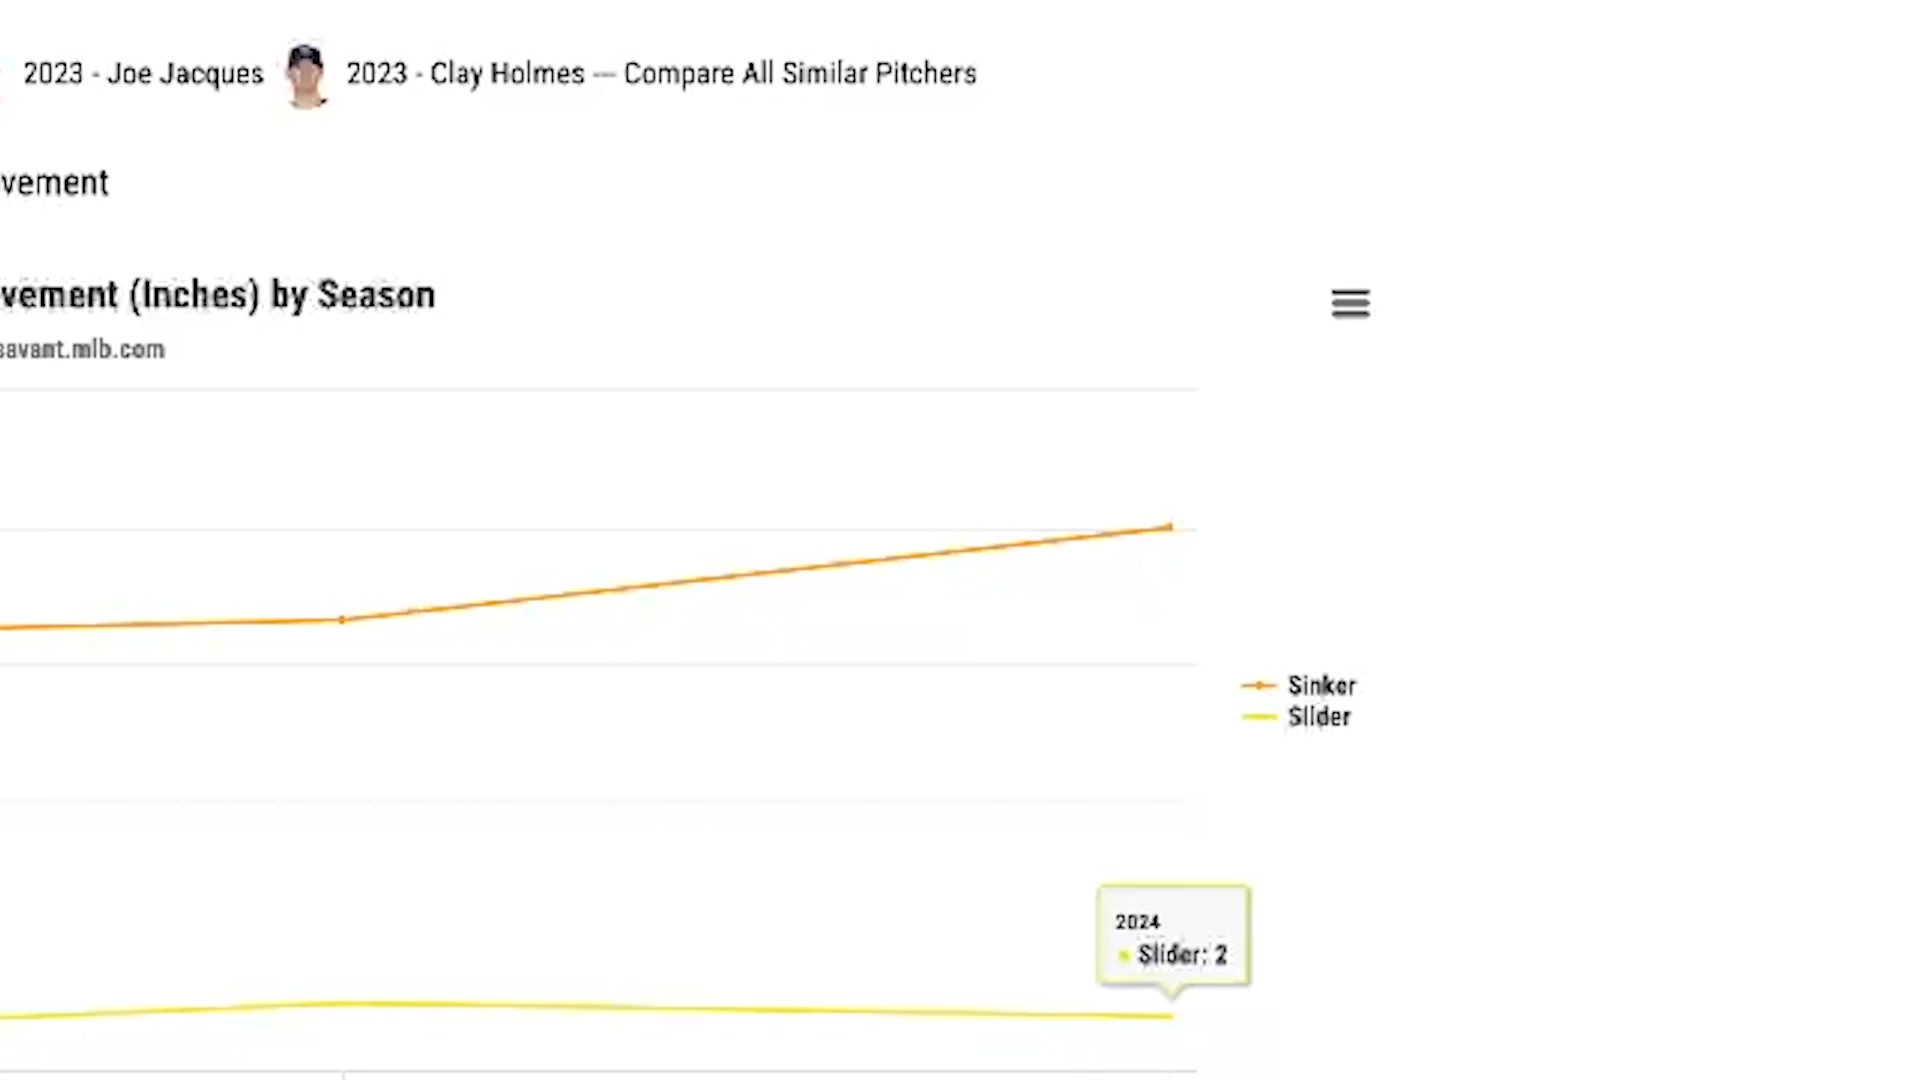 2023 - Joe Jacques 2023 - Clay Holmes --- Compare All Similar Pitchers
vement
vement (Inches) by Season
savant.mlb.com
Sinker
Slider
2024
Slider: 2